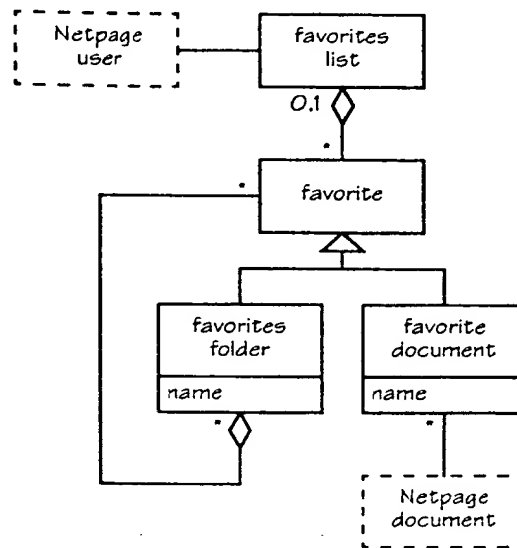 Netpage
user
favorites
list
0.1
*
*
favorite
favorites
folder
name
*
favorite
document
name
*
Netpage
document